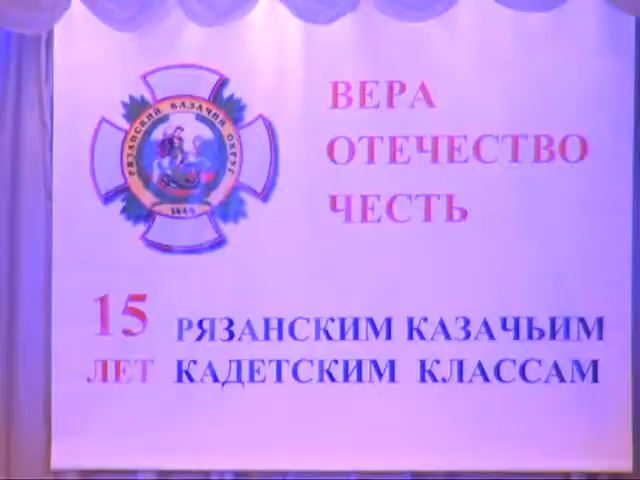 РЯЗАНСКИЙ КАЗАЧИЙ ОКРУГ
ВЕРА
ОТЕЧЕСТВО
ЧЕСТЬ
15 РЯЗАНСКИМ КАЗАЧЬИМ
ЛЕТ КАДЕТСКИМ КЛАССАМ